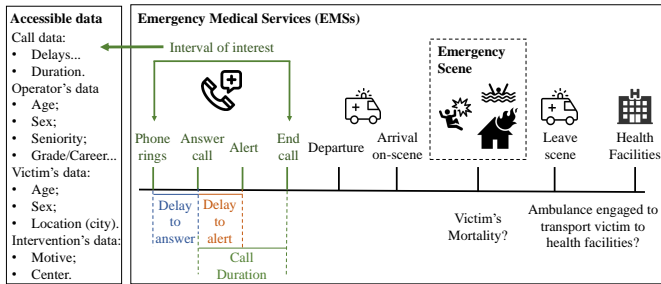 Accessible data
Call data:
• Delays...
• Duration.
Operator's data
• Age;
• Sex;
• Seniority;
• Grade/Career...
Victim's data:
• Age;
• Sex;
• Location (city).
Intervention's data:
• Motive;
• Center.
Emergency Medical Services (EMSs)
Interval of interest
Emergency
Scene
Phone
rings
Answer
call
Alert
End
call
Departure
Arrival
on-scene
Leave
scene
Health
Facilities
Delay
to
answer
Delay
to
alert
Call
Duration
Victim's
Mortality?
Ambulance engaged to
transport victim to
health facilities?